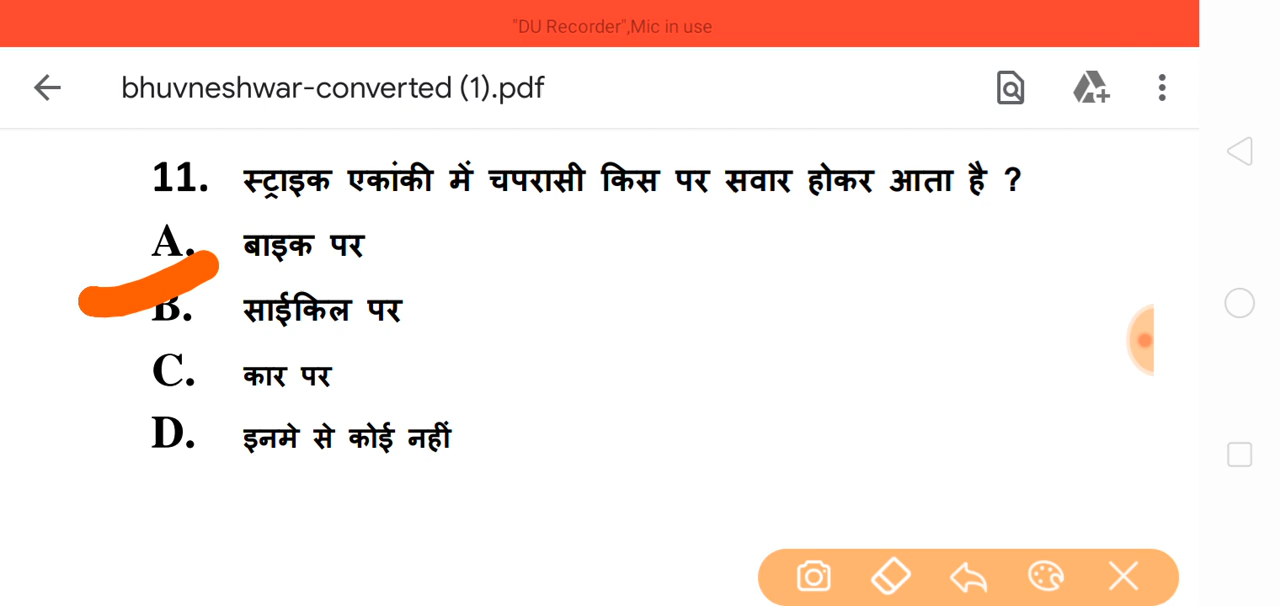 "DU Recorder",Mic in use
bhuvneshwar-converted (1).pdf
11. स्ट्राइक एकांकी में चपरासी किस पर सवार होकर आता है ?
A. बाइक पर
B. साईकिल पर
C. कार पर
D. इनमे से कोई नहीं